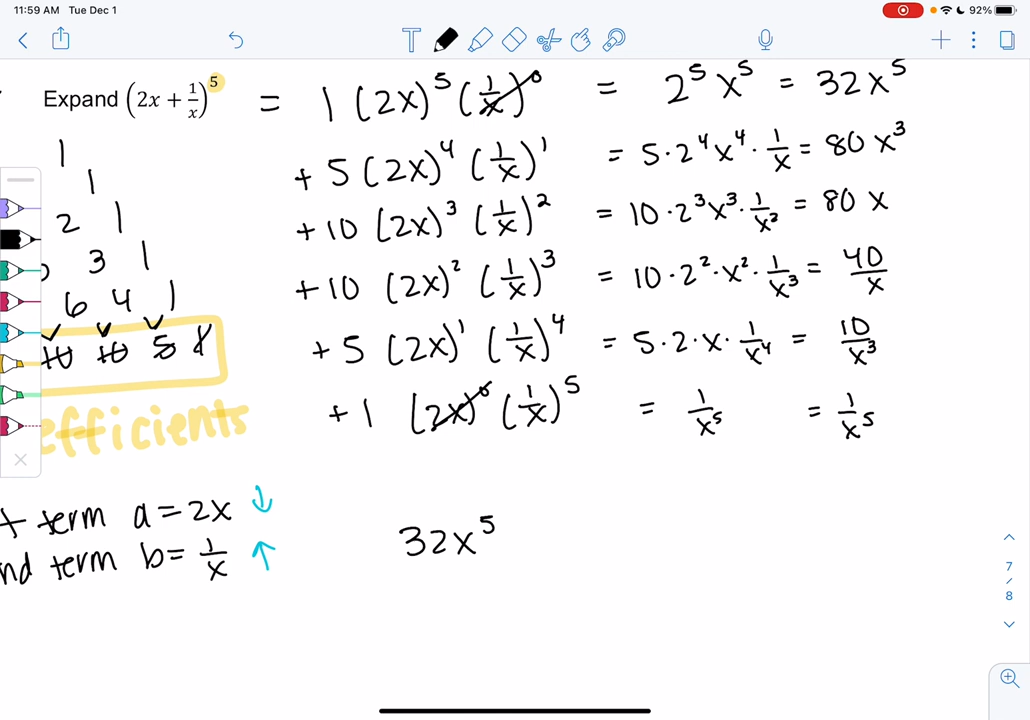 11:59 AM Tue Dec 1 92%
Expand (2x + 1/x)^5 = 1 (2x)^5 (1/x)^0 = 2^5 x^5 = 32x^5
1
1
+ 5 (2x)^4 (1/x)^1 = 5·2^4 x^4 · 1/x = 80 x^3
2 1
+ 10 (2x)^3 (1/x)^2 = 10·2^3 x^3 · 1/x^2 = 80 x
3 1
+ 10 (2x)^2 (1/x)^3 = 10·2^2·x^2 · 1/x^3 = 40/x
6 4 1
10 10 5 1
+ 5 (2x)^1 (1/x)^4 = 5·2·x· 1/x^4 = 10/x^3
+ 1 (2x)^0 (1/x)^5 = 1/x^5 = 1/x^5
efficients
t term a = 2x ↓
nd term b = 1/x ↑
32x^5
7
/
8